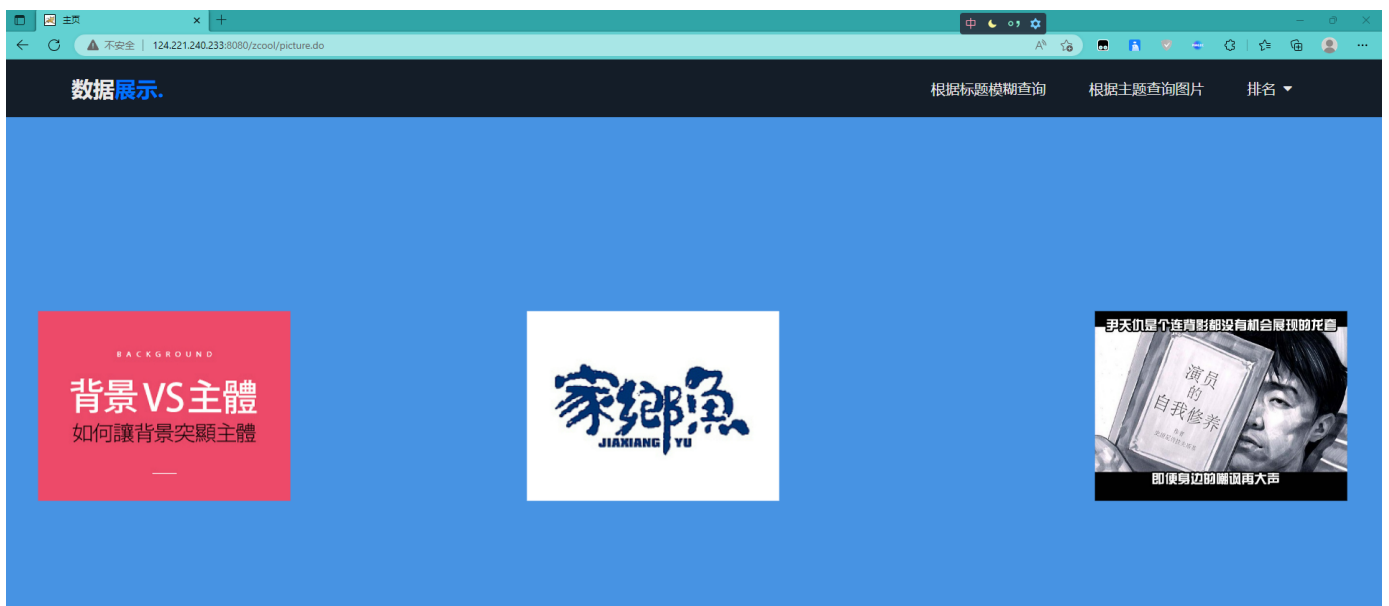 主页
中
不安全 | 124.221.240.233:8080/zcool/picture.do
数据展示.
根据标题模糊查询
根据主题查询图片
排名
BACKGROUND
背景VS主體
如何讓背景突顯主體
家鄉魚
JIAXIANG YU
尹天仇是个连背影都没有机会展现的龙套
演员
的
自我修养
即便身边的嘲讽再大声